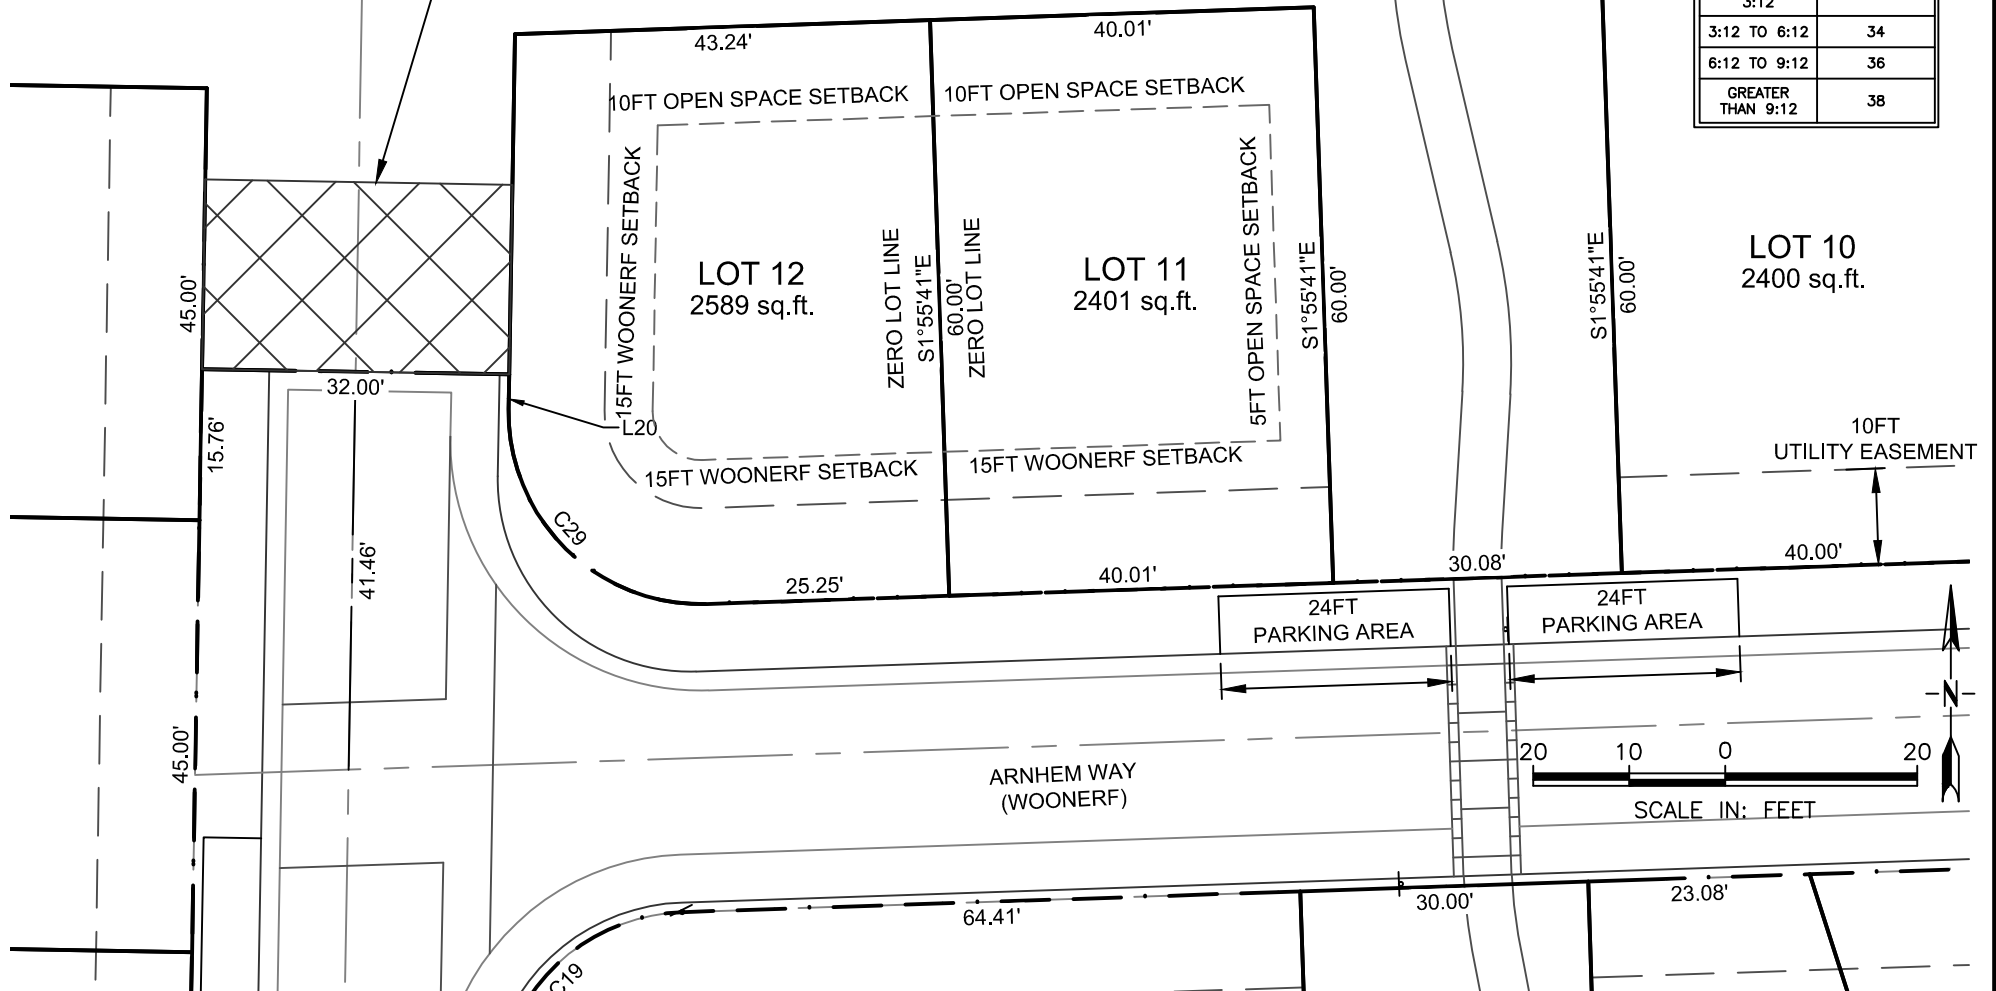 3:12
3:12 TO 6:12 34
6:12 TO 9:12 36
GREATER
THAN 9:12
38
43.24'
40.01'
10FT OPEN SPACE SETBACK
10FT OPEN SPACE SETBACK
15FT WOONERF SETBACK
LOT 12
2589 sq.ft.
ZERO LOT LINE
S1°55'41"E
60.00'
ZERO LOT LINE
LOT 11
2401 sq.ft.
5FT OPEN SPACE SETBACK
S1°55'41"E
60.00'
S1°55'41"E
60.00'
LOT 10
2400 sq.ft.
45.00'
32.00'
15.76'
L20
15FT WOONERF SETBACK
15FT WOONERF SETBACK
10FT
UTILITY EASEMENT
C29
41.46'
25.25'
40.01'
30.08'
40.00'
24FT
PARKING AREA
24FT
PARKING AREA
45.00'
ARNHEM WAY
(WOONERF)
-N-
20 10 0 20
SCALE IN: FEET
64.41'
30.00'
23.08'
C19